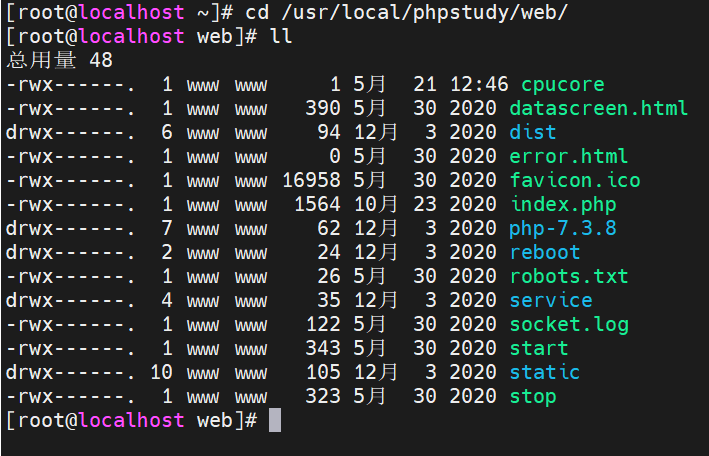 [root@localhost ~]# cd /usr/local/phpstudy/web/
[root@localhost web]# ll
总用量 48
-rwx------.  1 www www     1 5月  21 12:46 cpucore
-rwx------.  1 www www   390 5月  30 2020 datascreen.html
drwx------.  6 www www    94 12月  3 2020 dist
-rwx------.  1 www www     0 5月  30 2020 error.html
-rwx------.  1 www www 16958 5月  30 2020 favicon.ico
-rwx------.  1 www www  1564 10月 23 2020 index.php
drwx------.  7 www www    62 12月  3 2020 php-7.3.8
drwx------.  2 www www    24 12月  3 2020 reboot
-rwx------.  1 www www    26 5月  30 2020 robots.txt
drwx------.  4 www www    35 12月  3 2020 service
-rwx------.  1 www www   122 5月  30 2020 socket.log
-rwx------.  1 www www   343 5月  30 2020 start
drwx------. 10 www www   105 12月  3 2020 static
-rwx------.  1 www www   323 5月  30 2020 stop
[root@localhost web]#